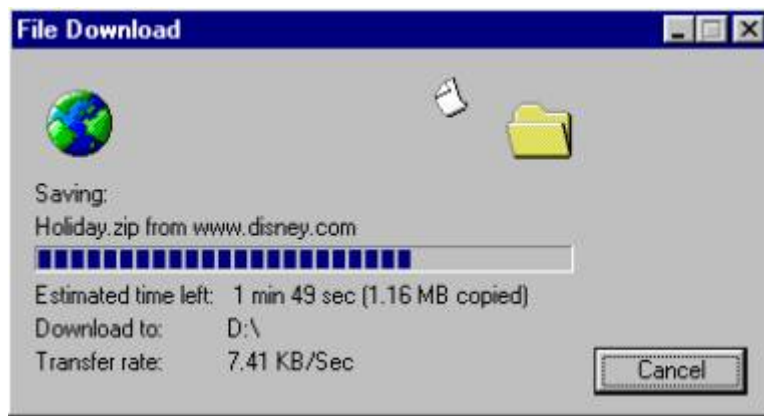 File Download
Saving:
Holiday.zip from www.disney.com
Estimated time left: 1 min 49 sec (1.16 MB copied)
Download to: D:\
Transfer rate: 7.41 KB/Sec
Cancel